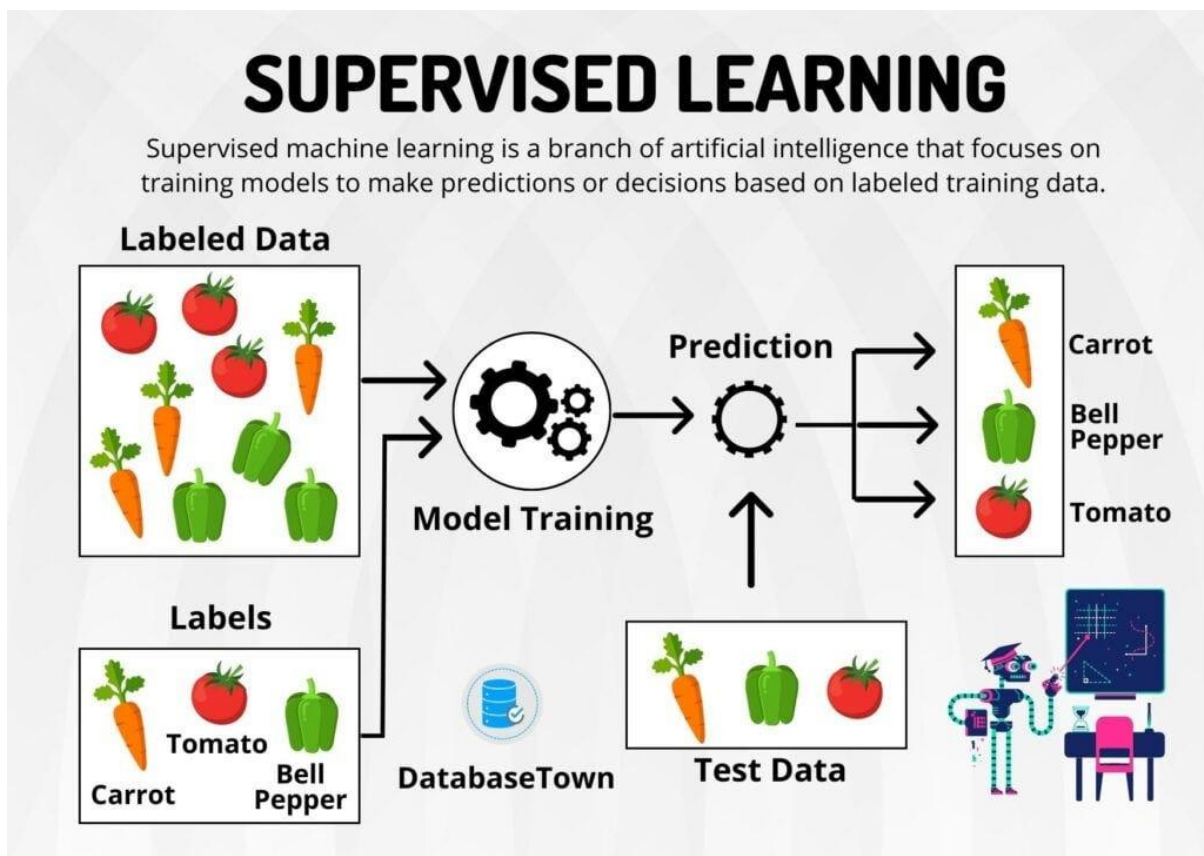 SUPERVISED LEARNING
Supervised machine learning is a branch of artificial intelligence that focuses on
training models to make predictions or decisions based on labeled training data.
Labeled Data
Labels
Carrot
Tomato
Bell
Pepper
Model Training
DatabaseTown
Prediction
Test Data
Carrot
Bell
Pepper
Tomato